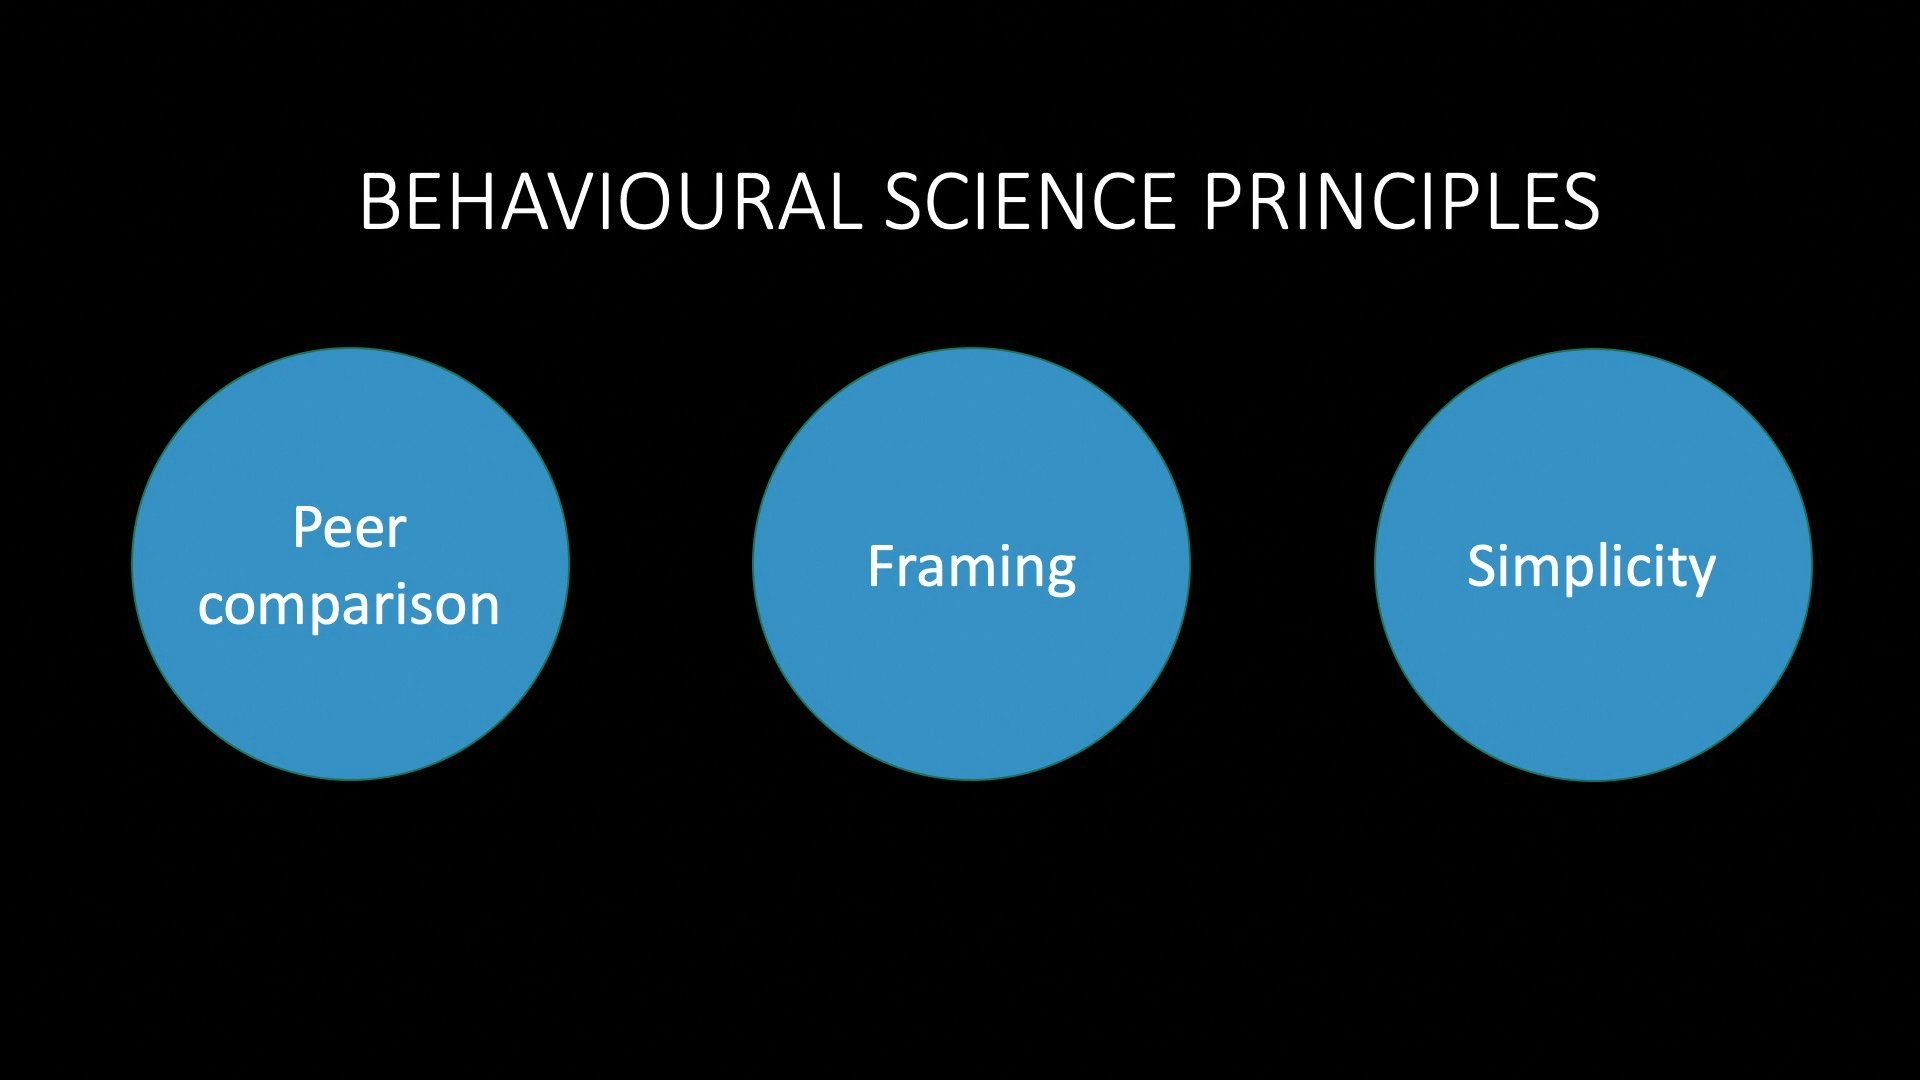 BEHAVIOURAL SCIENCE PRINCIPLES
Peer
comparison
Framing
Simplicity